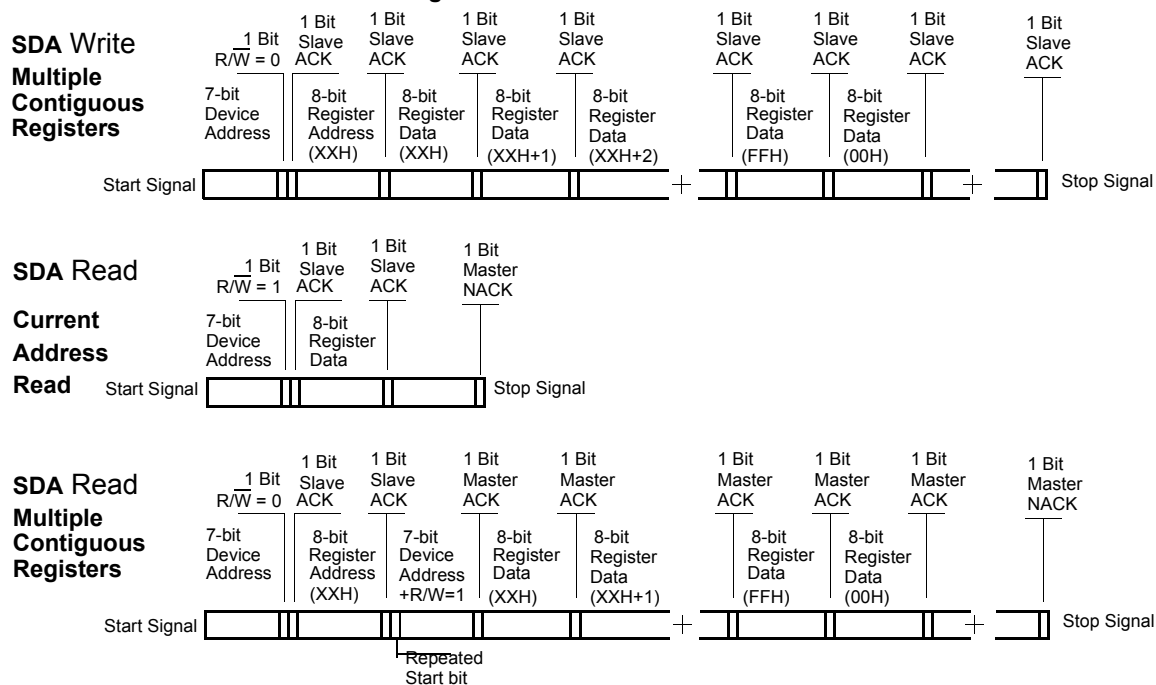 SDA Write
Multiple
Contiguous
Registers
1 Bit
R/W = 0
1 Bit
Slave
ACK
1 Bit
Slave
ACK
1 Bit
Slave
ACK
1 Bit
Slave
ACK
1 Bit
Slave
ACK
1 Bit
Slave
ACK
1 Bit
Slave
ACK
1 Bit
Slave
ACK
7-bit
Device
Address
8-bit
Register
Address
(XXH)
8-bit
Register
Data
(XXH)
8-bit
Register
Data
(XXH+1)
8-bit
Register
Data
(XXH+2)
8-bit
Register
Data
(FFH)
8-bit
Register
Data
(00H)
Start Signal
Stop Signal
SDA Read
Current
Address
Read
1 Bit
R/W = 1
1 Bit
Slave
ACK
1 Bit
Slave
ACK
1 Bit
Master
NACK
7-bit
Device
Address
8-bit
Register
Data
Start Signal
Stop Signal
SDA Read
Multiple
Contiguous
Registers
1 Bit
R/W = 0
1 Bit
Slave
ACK
1 Bit
Slave
ACK
1 Bit
Master
ACK
1 Bit
Master
ACK
1 Bit
Master
ACK
1 Bit
Master
ACK
1 Bit
Master
ACK
1 Bit
Master
NACK
7-bit
Device
Address
8-bit
Register
Address
(XXH)
7-bit
Device
Address
+R/W=1
8-bit
Register
Data
(XXH)
8-bit
Register
Data
(XXH+1)
8-bit
Register
Data
(FFH)
8-bit
Register
Data
(00H)
Start Signal
Stop Signal
Repeated
Start bit